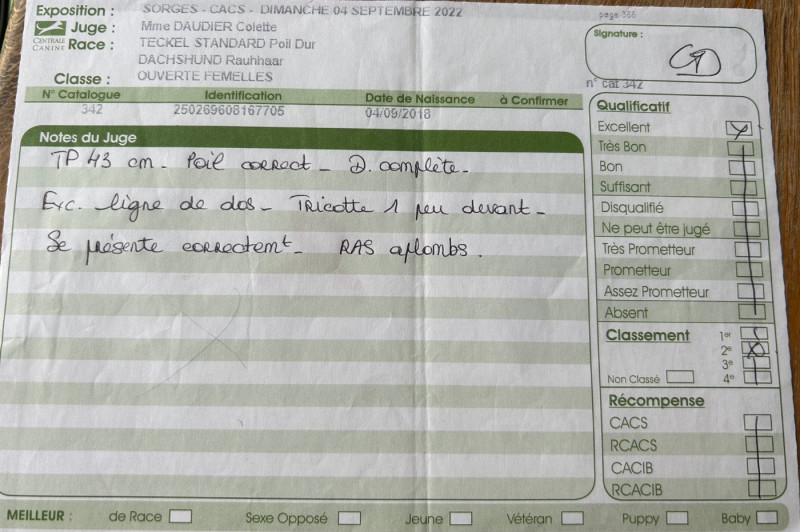 Exposition : SORGES - CACS - DIMANCHE 04 SEPTEMBRE 2022
page 366
CENTRALE CANINE
Juge : Mme DAUDIER Colette
Race : TECKEL STANDARD Poil Dur
DACHSHUND Rauhhaar
Classe : OUVERTE FEMELLES
Signature :
CD
n° cat 342
N° Catalogue Identification Date de Naissance à Confirmer
342 250269608167705 04/09/2018
Notes du Juge
TP 43 cm - Poil correct - D. complète -
Exc. ligne de dos - Tricotte 1 peu devant -
Se présente correctemt - RAS aplombs.
Qualificatif
Excellent
Très Bon
Bon
Suffisant
Disqualifié
Ne peut être jugé
Très Prometteur
Prometteur
Assez Prometteur
Absent
Classement 1er
2e
3e
Non Classé 4e
Récompense
CACS
RCACS
CACIB
RCACIB
MEILLEUR : de Race Sexe Opposé Jeune Vétéran Puppy Baby